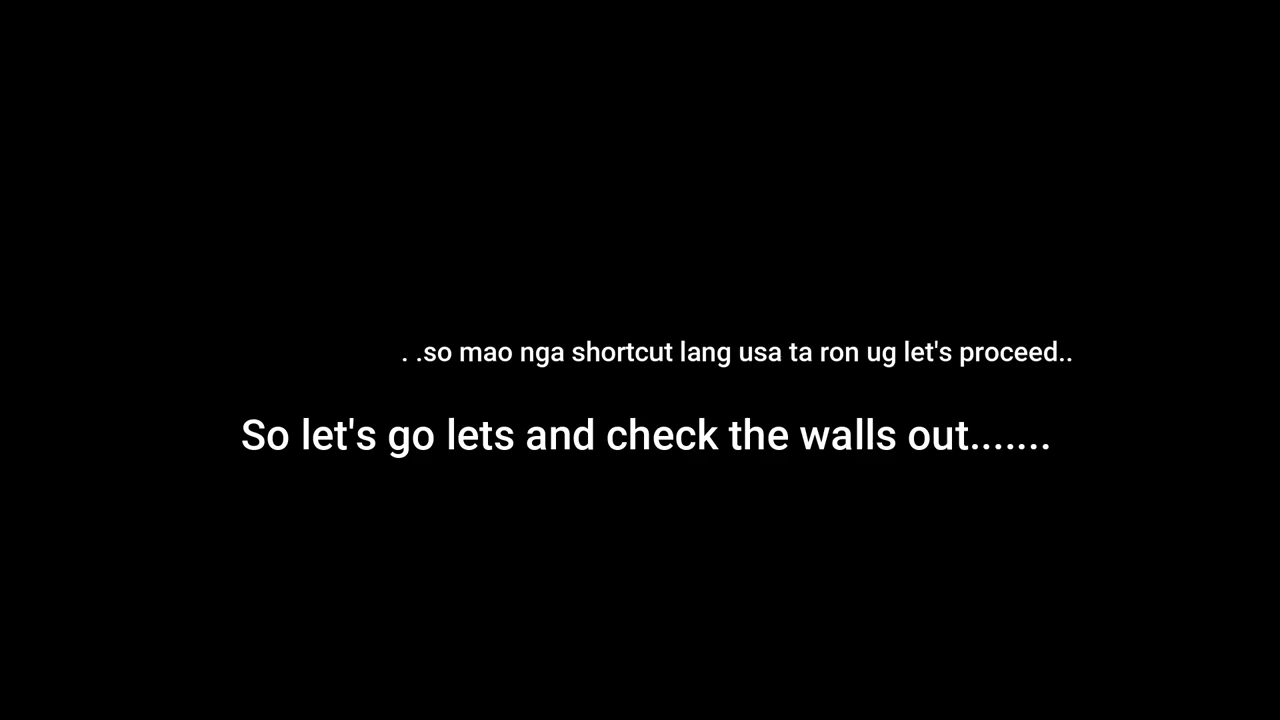 . .so mao nga shortcut lang usa ta ron ug let's proceed..
So let's go lets and check the walls out.......